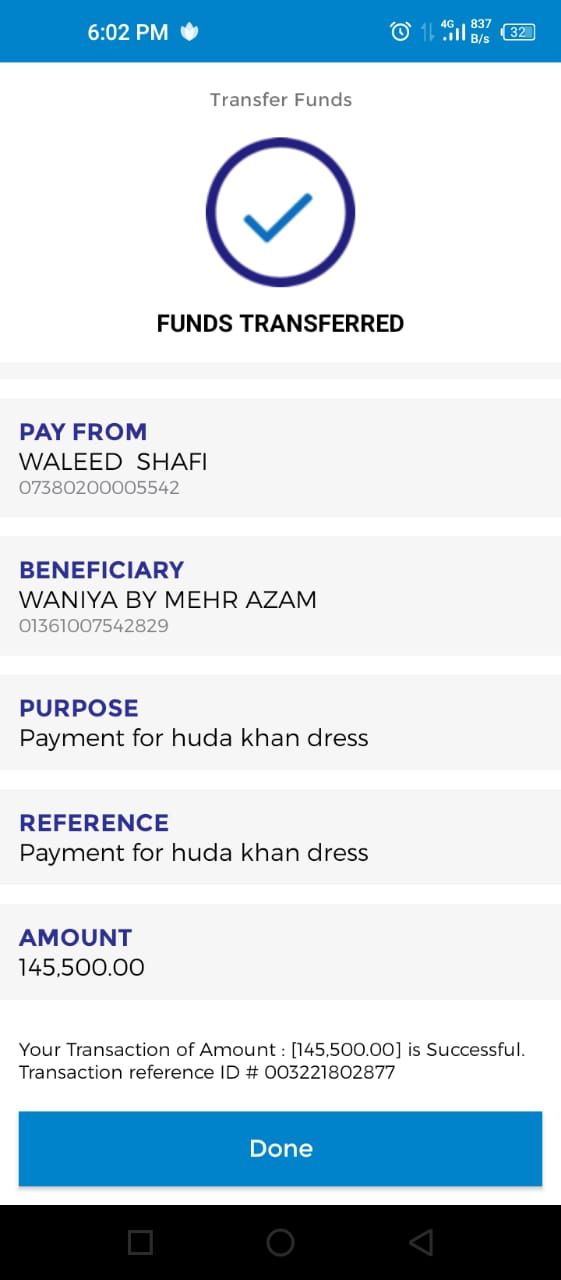 6:02 PM
4G 837 B/s 32
Transfer Funds
FUNDS TRANSFERRED
PAY FROM
WALEED  SHAFI
07380200005542
BENEFICIARY
WANIYA BY MEHR AZAM
01361007542829
PURPOSE
Payment for huda khan dress
REFERENCE
Payment for huda khan dress
AMOUNT
145,500.00
Your Transaction of Amount : [145,500.00] is Successful.
Transaction reference ID # 003221802877
Done